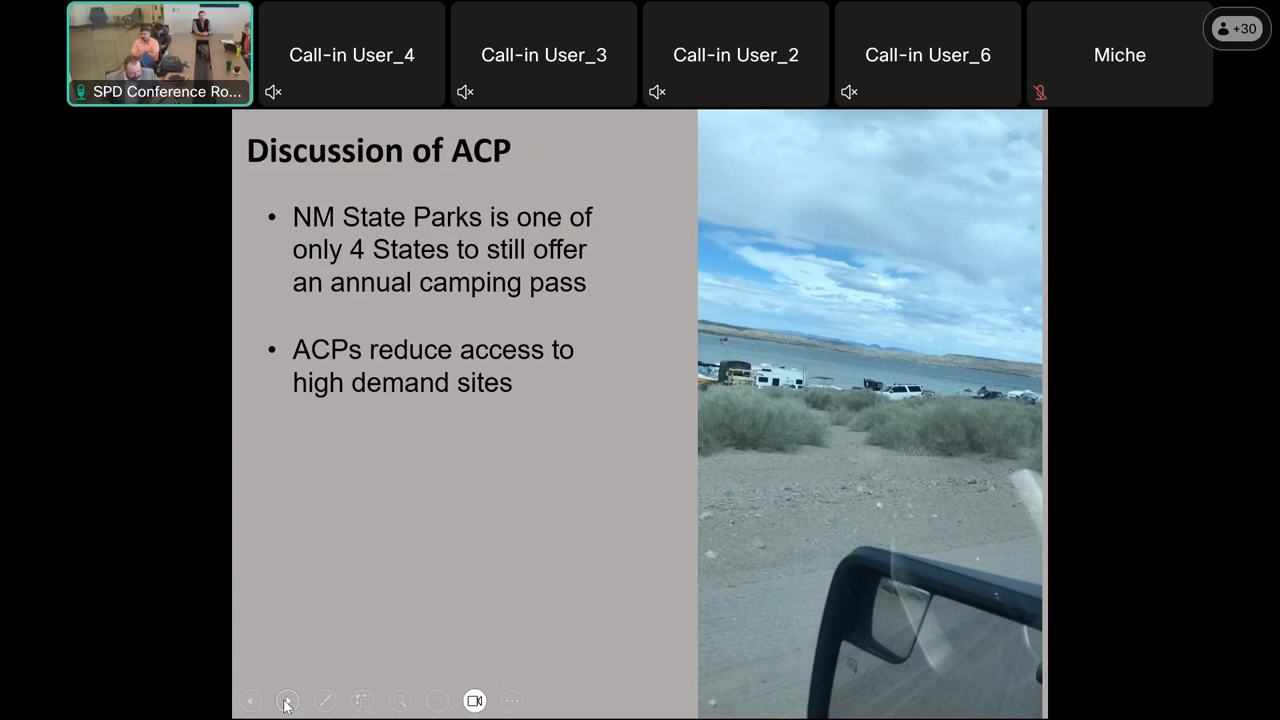 SPD Conference Ro...
Call-in User_4
Call-in User_3
Call-in User_2
Call-in User_6
Miche
+30
Discussion of ACP
• NM State Parks is one of
only 4 States to still offer
an annual camping pass
• ACPs reduce access to
high demand sites